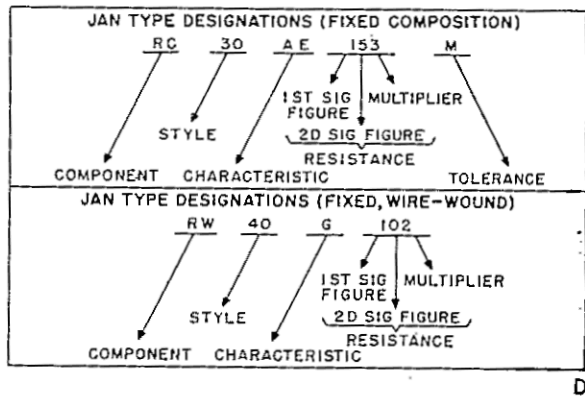 JAN TYPE DESIGNATIONS (FIXED COMPOSITION)
RC 30 AE 153 M
1ST SIG FIGURE MULTIPLIER
STYLE 2D SIG FIGURE
RESISTANCE
COMPONENT CHARACTERISTIC TOLERANCE
JAN TYPE DESIGNATIONS (FIXED, WIRE-WOUND)
RW 40 G 102
1ST SIG FIGURE MULTIPLIER
STYLE 2D SIG FIGURE
RESISTANCE
COMPONENT CHARACTERISTIC
D